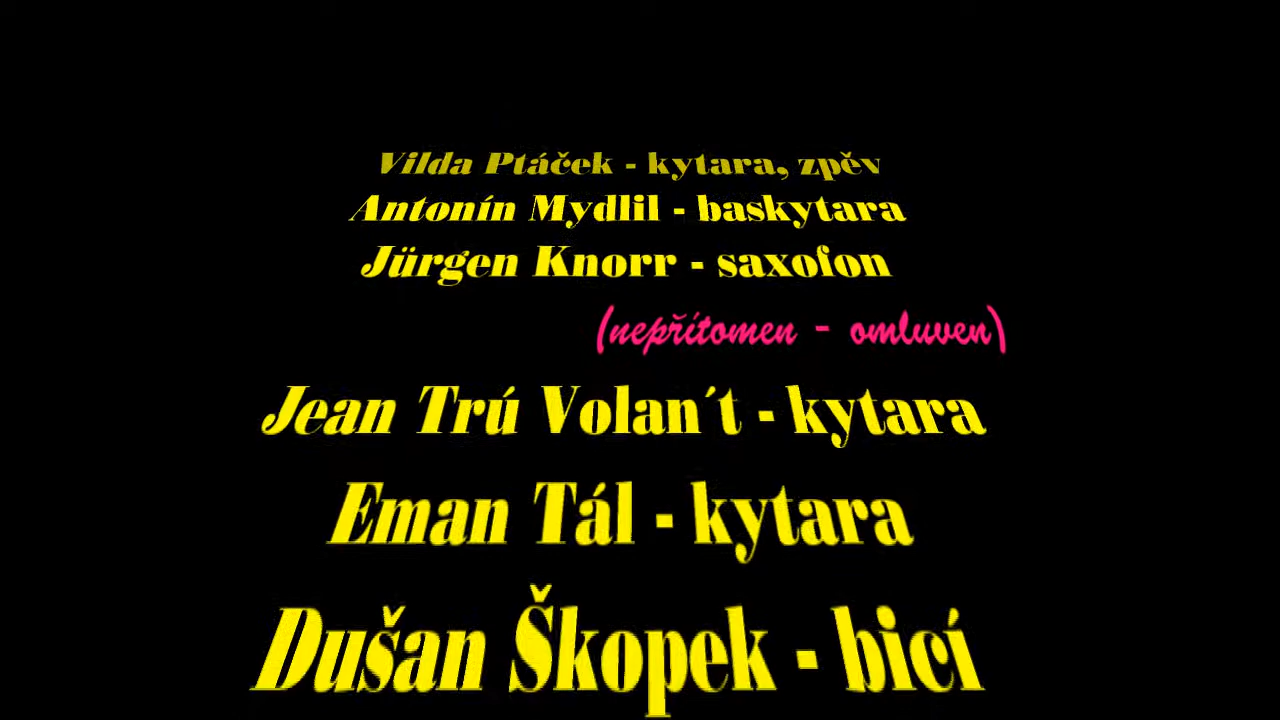 Vilda Ptáček - kytara, zpěv
Antonín Mydlil - baskytara
Jürgen Knorr - saxofon
(nepřítomen - omluven)
Jean Trú Volan´t - kytara
Eman Tál - kytara
Dušan Škopek - bicí